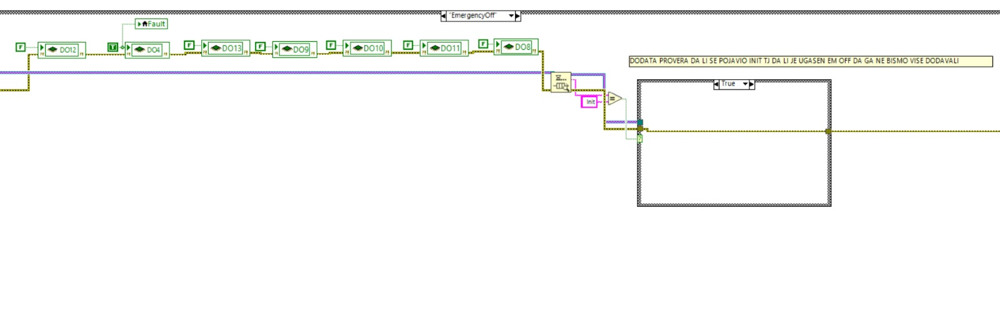 "EmergencyOff"
Fault
F
DO12
T
DO4
F
DO13
F
DO9
F
DO10
F
DO11
F
DO8
DODATA PROVERA DA LI SE POJAVIO INIT TJ DA LI JE UGASEN EM OFF DA GA NE BISMO VISE DODAVALI
True
Init
=
?